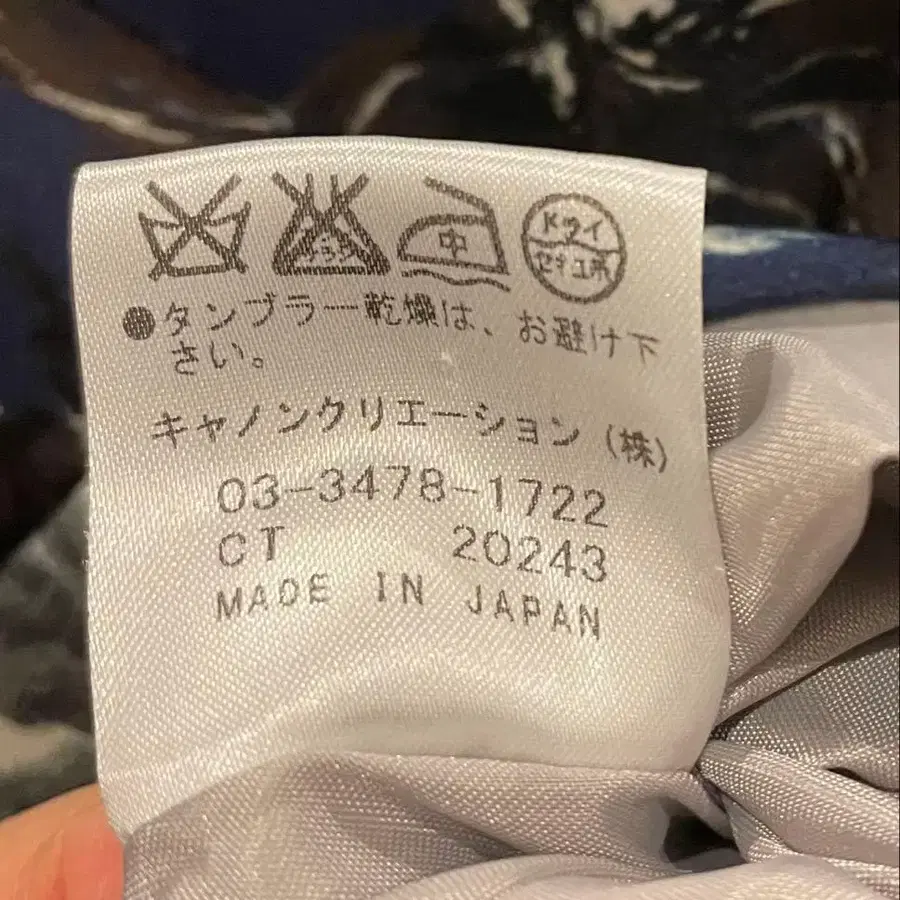 中
ドライ
セキユ系
●タンブラー乾燥は、お避け下
さい。
キャノンクリエーション(株)
03-3478-1722
CT 20243
MADE IN JAPAN